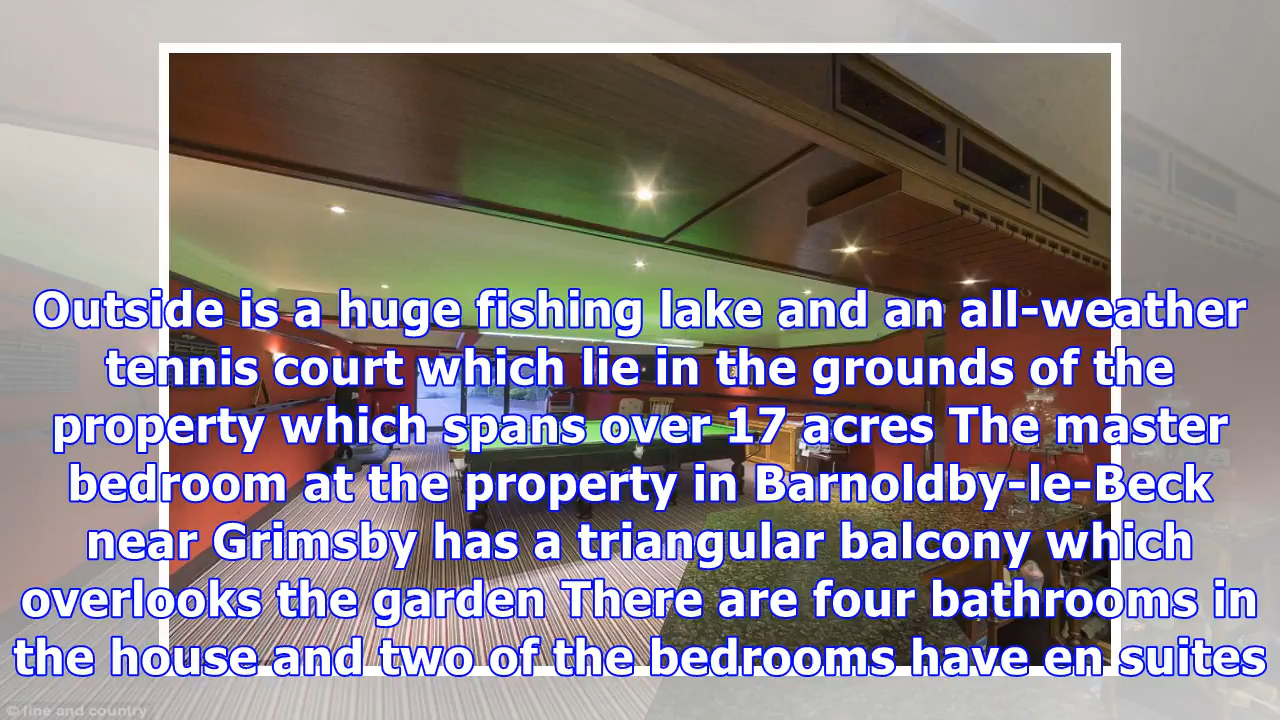 Outside is a huge fishing lake and an all-weather
tennis court which lie in the grounds of the
property which spans over 17 acres The master
bedroom at the property in Barnoldby-le-Beck
near Grimsby has a triangular balcony which
overlooks the garden There are four bathrooms in
the house and two of the bedrooms have en suites
© fine and country